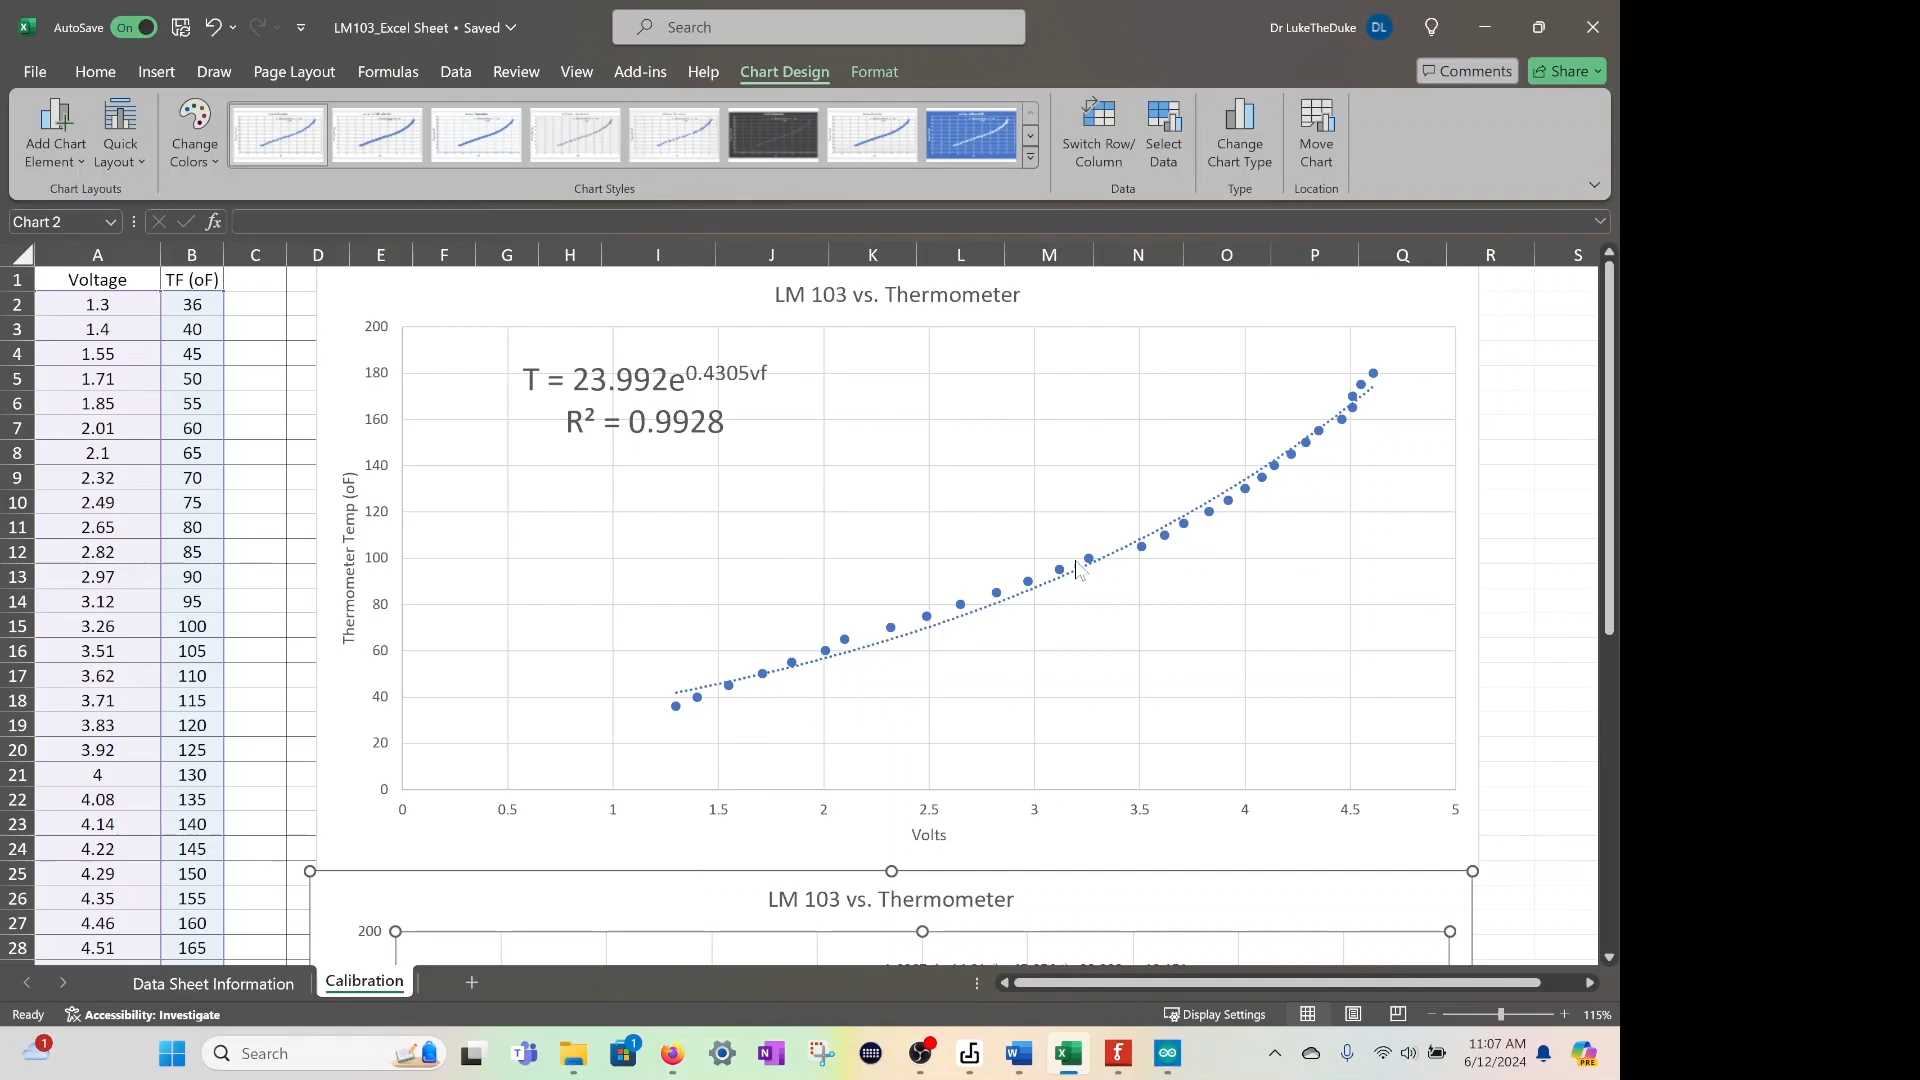 AutoSave On LM103_Excel Sheet • Saved Search Dr LukeTheDuke DL
File Home Insert Draw Page Layout Formulas Data Review View Add-ins Help Chart Design Format Comments Share
Add Chart Element Quick Layout Change Colors Switch Row/ Column Select Data Change Chart Type Move Chart
Chart Layouts Chart Styles Data Type Location
Chart 2 fx
A B C D E F G H I J K L M N O P Q R S
1 Voltage TF (oF)
2 1.3 36
3 1.4 40
4 1.55 45
5 1.71 50
6 1.85 55
7 2.01 60
8 2.1 65
9 2.32 70
10 2.49 75
11 2.65 80
12 2.82 85
13 2.97 90
14 3.12 95
15 3.26 100
16 3.51 105
17 3.62 110
18 3.71 115
19 3.83 120
20 3.92 125
21 4 130
22 4.08 135
23 4.14 140
24 4.22 145
25 4.29 150
26 4.35 155
27 4.46 160
28 4.51 165
LM 103 vs. Thermometer
T = 23.992e^0.4305vf
R² = 0.9928
Thermometer Temp (oF)
200
180
160
140
120
100
80
60
40
20
0
0 0.5 1 1.5 2 2.5 3 3.5 4 4.5 5
Volts
LM 103 vs. Thermometer
200
Data Sheet Information Calibration
Ready Accessibility: Investigate Display Settings 115%
1 Search 1 11:07 AM
6/12/2024
PRE